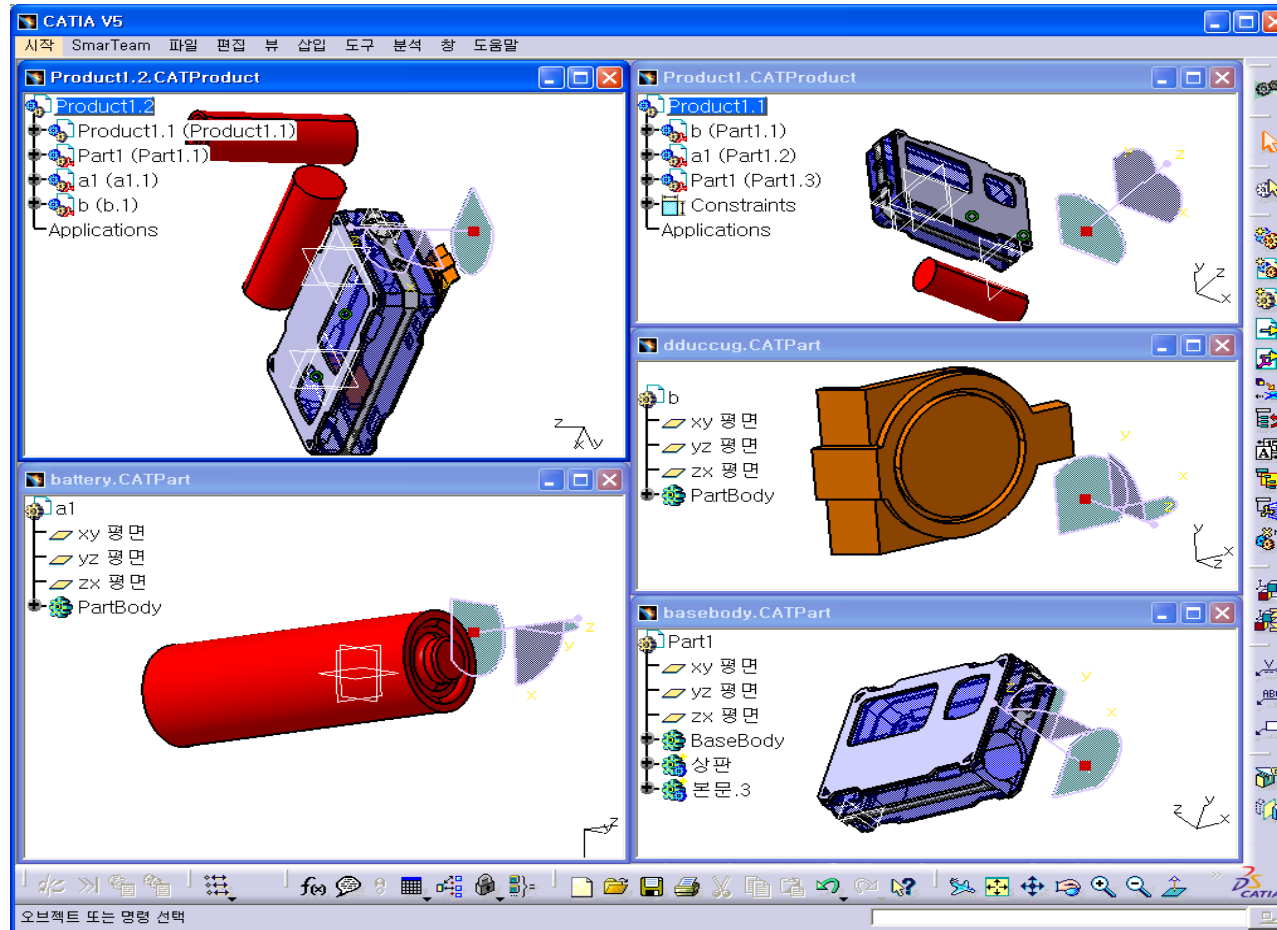 CATIA V5
시작 SmarTeam 파일 편집 뷰 삽입 도구 분석 창 도움말
Product1.2.CATProduct
Product1.2
Product1.1 (Product1.1)
Part1 (Part1.1)
a1 (a1.1)
b (b.1)
Applications
z
x y
Product1.CATProduct
Product1.1
b (Part1.1)
a1 (Part1.2)
Part1 (Part1.3)
Constraints
Applications
y z
x
y
z
x
dduccug.CATPart
b
xy 평면
yz 평면
zx 평면
PartBody
y
x
z
y
x
z
battery.CATPart
a1
xy 평면
yz 평면
zx 평면
PartBody
z
y
x
z
y
basebody.CATPart
Part1
xy 평면
yz 평면
zx 평면
BaseBody
상판
본문.3
y
x
z y
x
f(x)
CATIA
오브젝트 또는 명령 선택